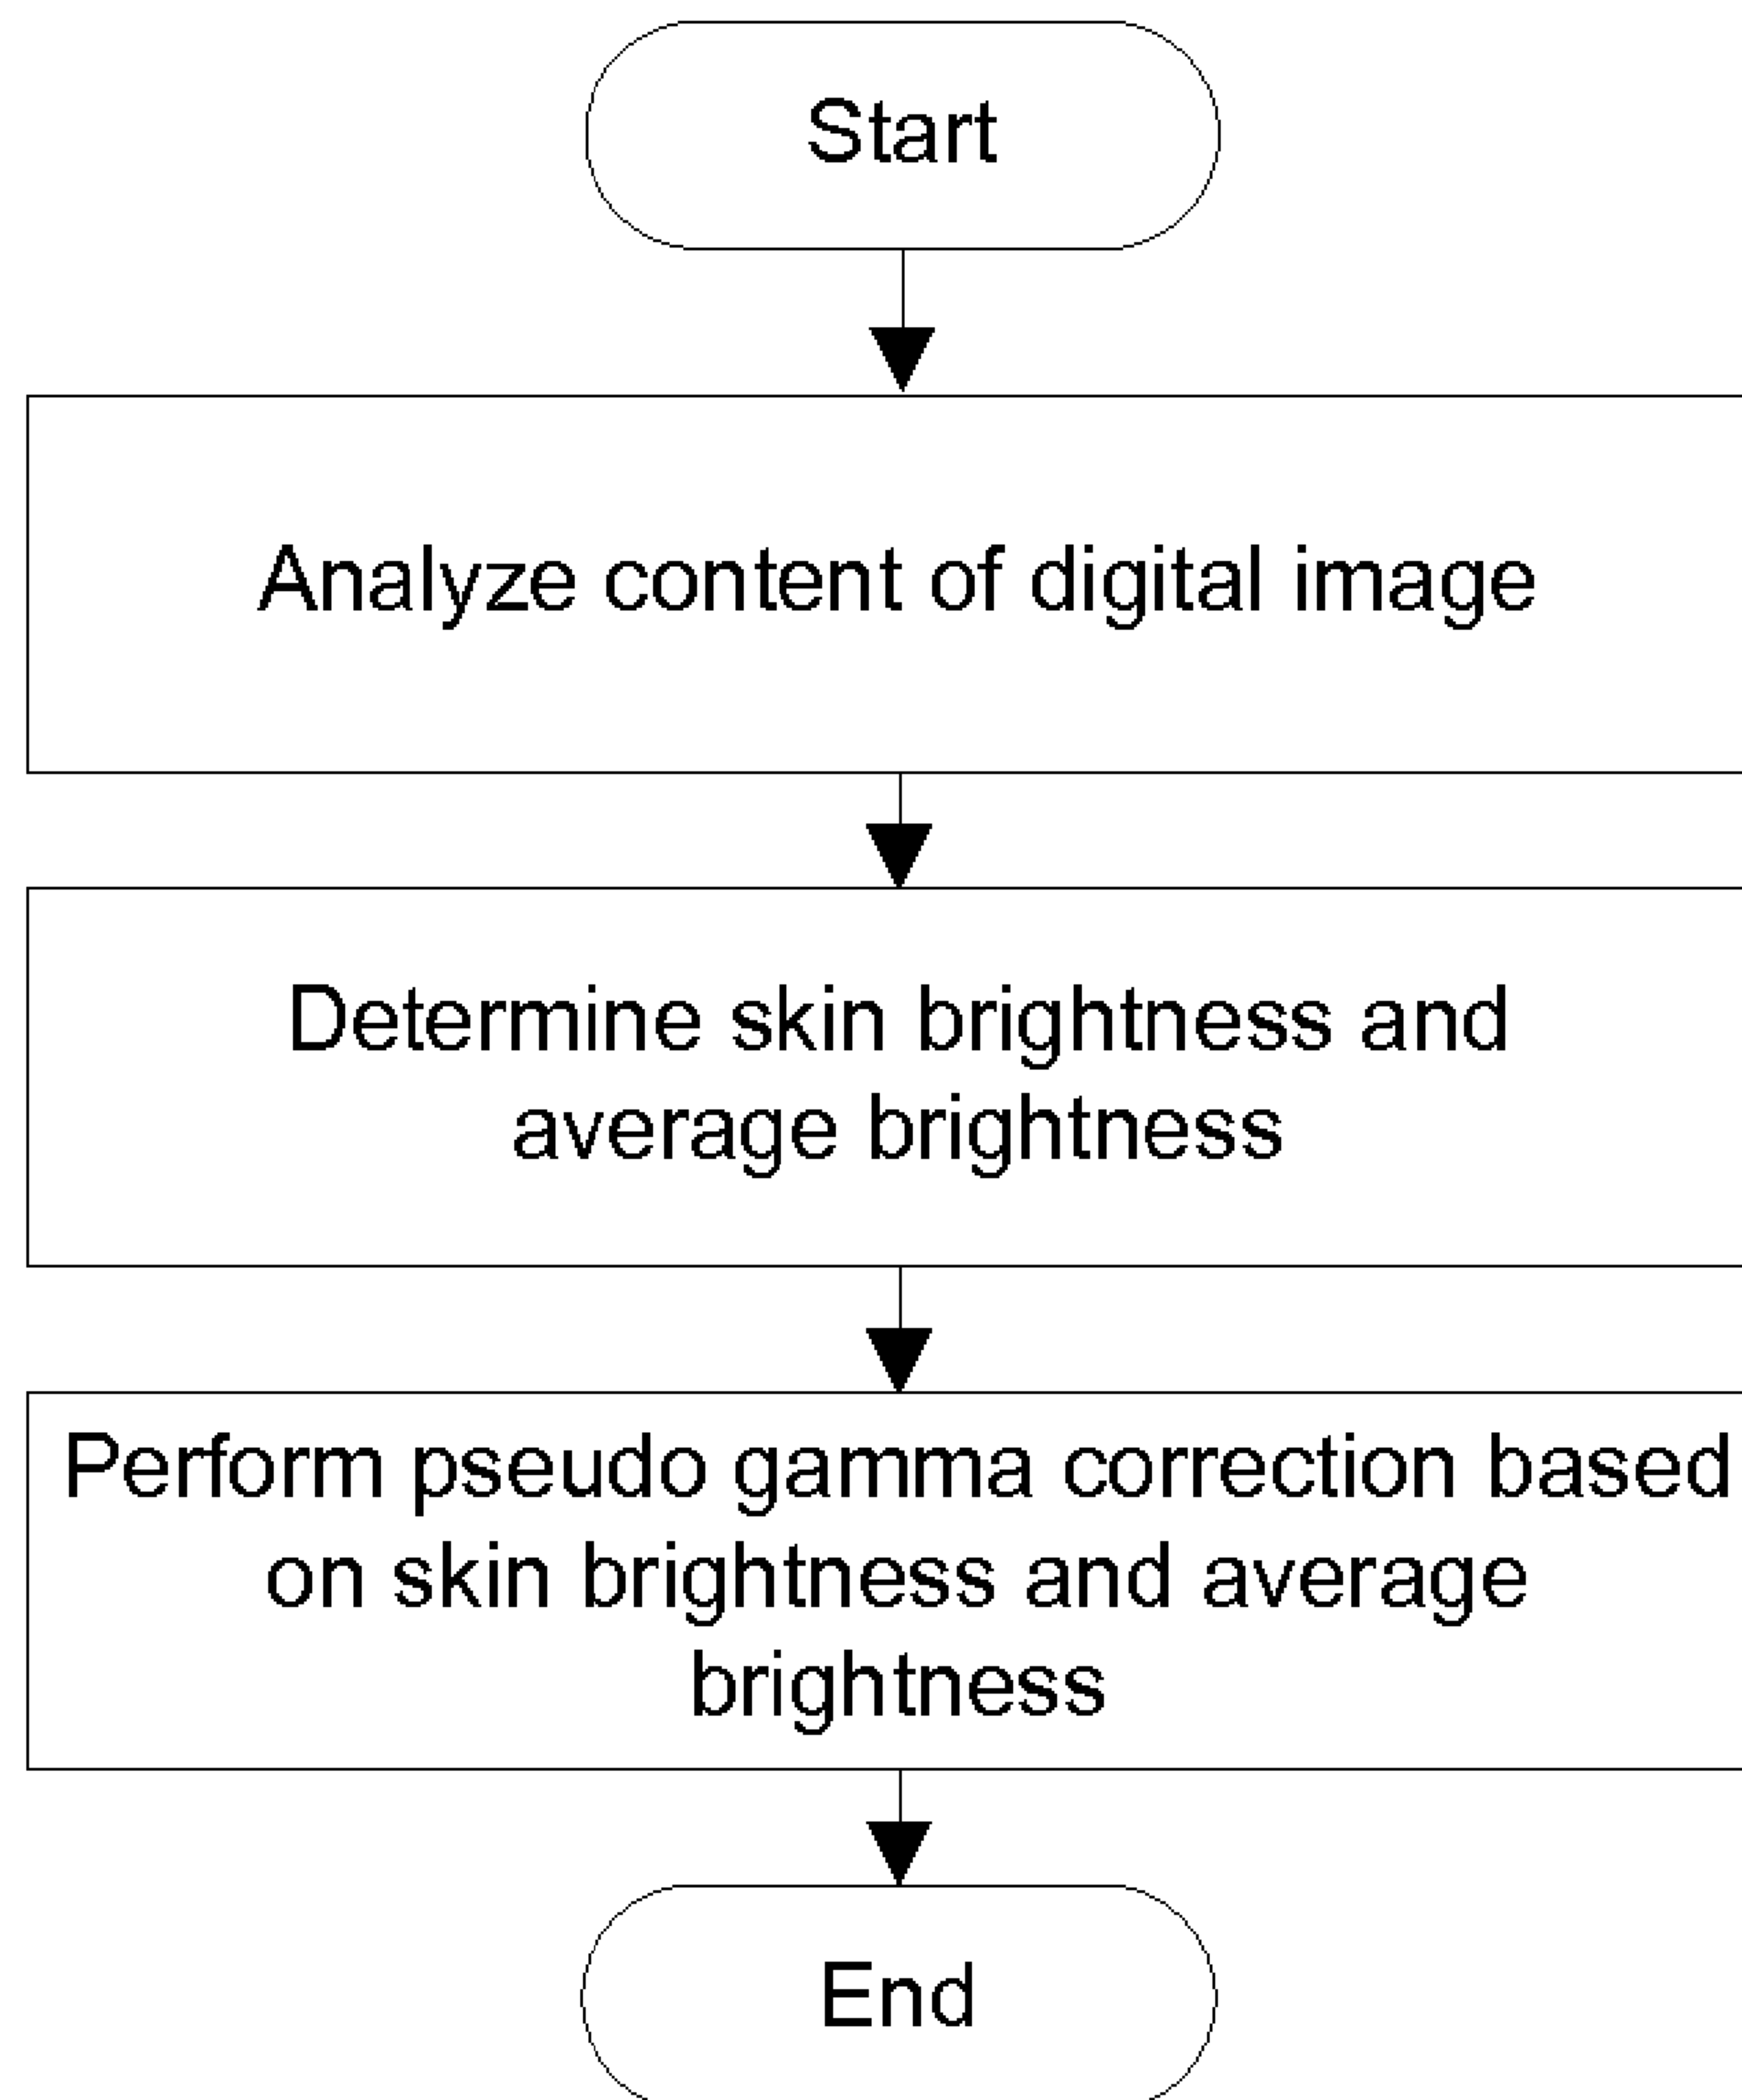 Start
Analyze content of digital image
Determine skin brightness and
average brightness
Perform pseudo gamma correction based
on skin brightness and average
brightness
End